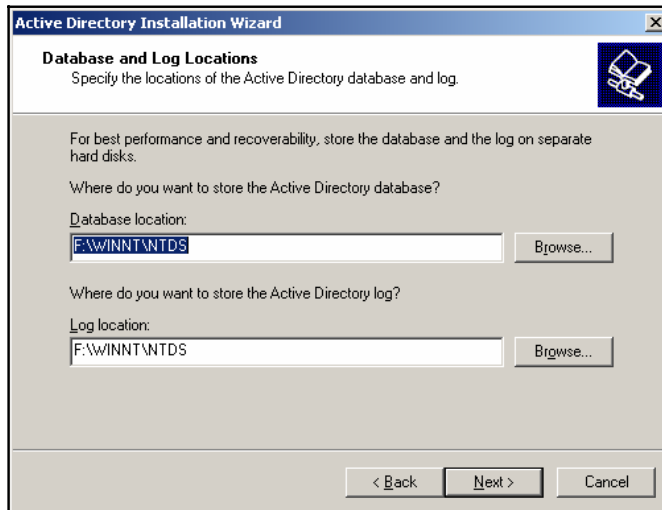 Active Directory Installation Wizard
Database and Log Locations
Specify the locations of the Active Directory database and log.
For best performance and recoverability, store the database and the log on separate
hard disks.
Where do you want to store the Active Directory database?
Database location:
F:\WINNT\NTDS
Browse...
Where do you want to store the Active Directory log?
Log location:
F:\WINNT\NTDS
Browse...
< Back Next > Cancel